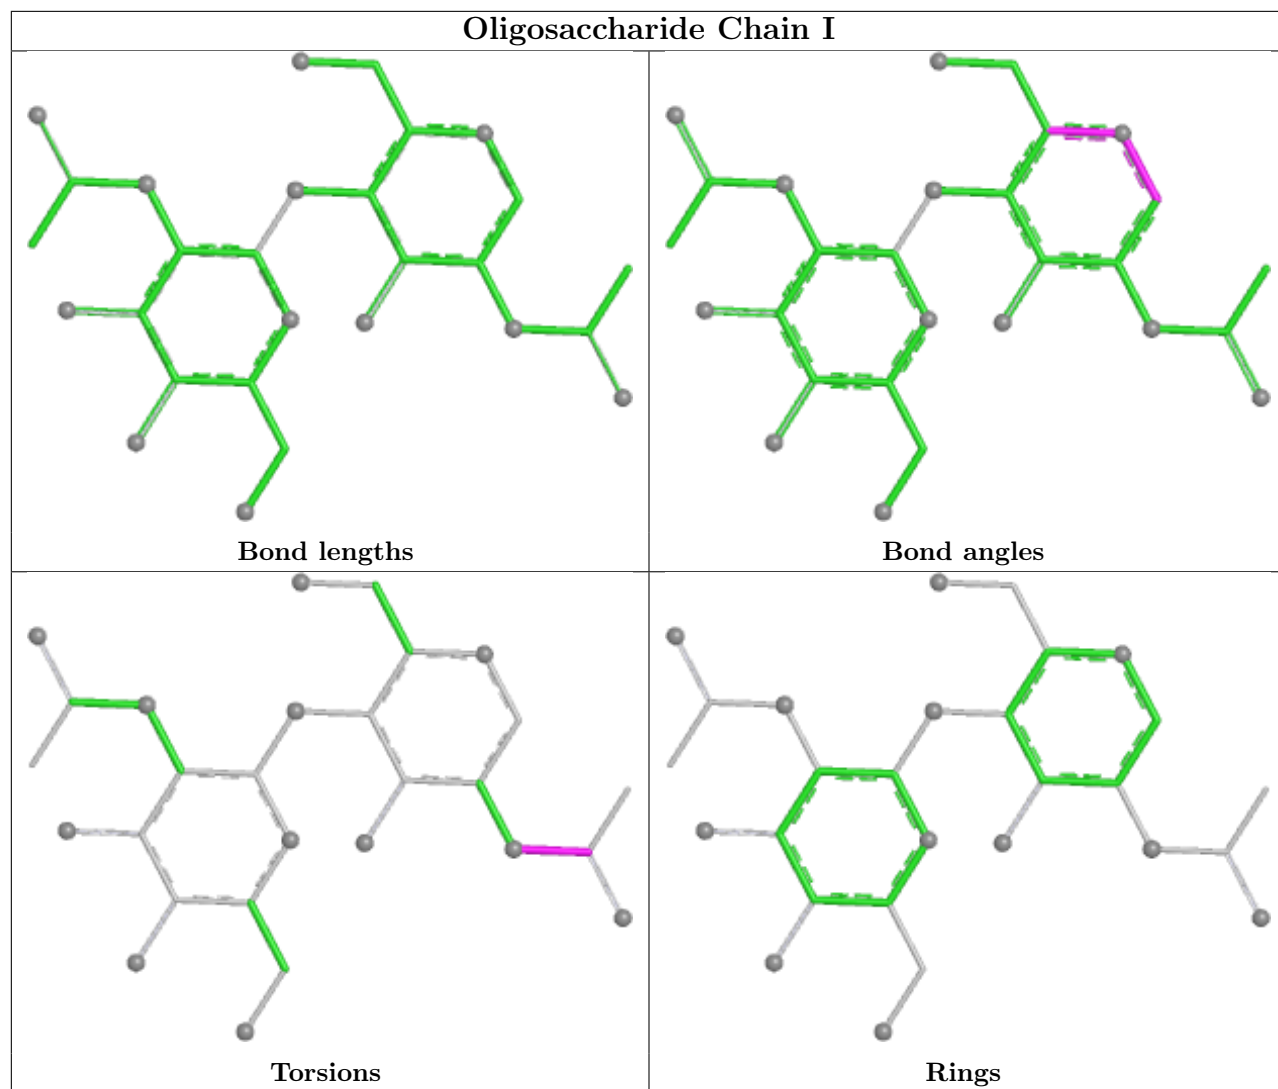 Oligosaccharide Chain I
Bond lengths
Bond angles
Torsions
Rings